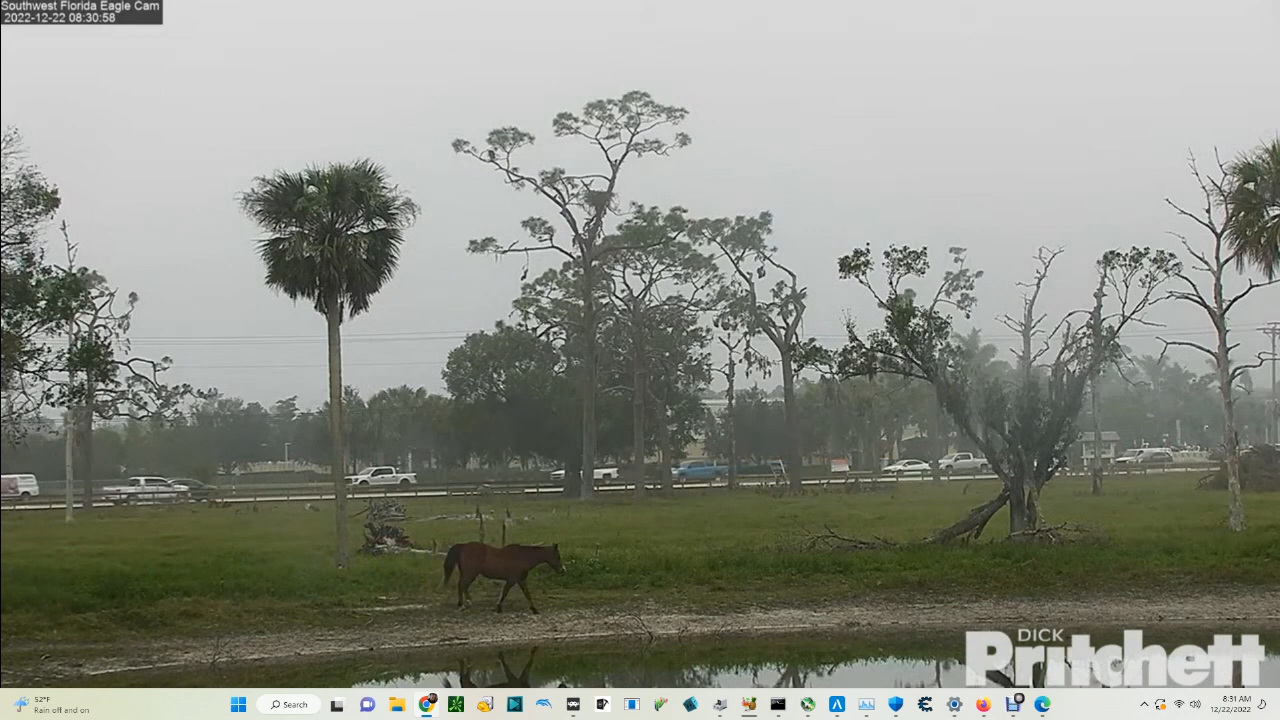 Southwest Florida Eagle Cam
2022-12-22 08:30:58
DICK
Pritchett
52°F
Rain off and on
Search
8:31 AM
12/22/2022